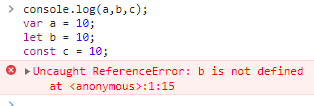 > console.log(a,b,c);
var a = 10;
let b = 10;
const c = 10;
▶Uncaught ReferenceError: b is not defined
at <anonymous>:1:15
>